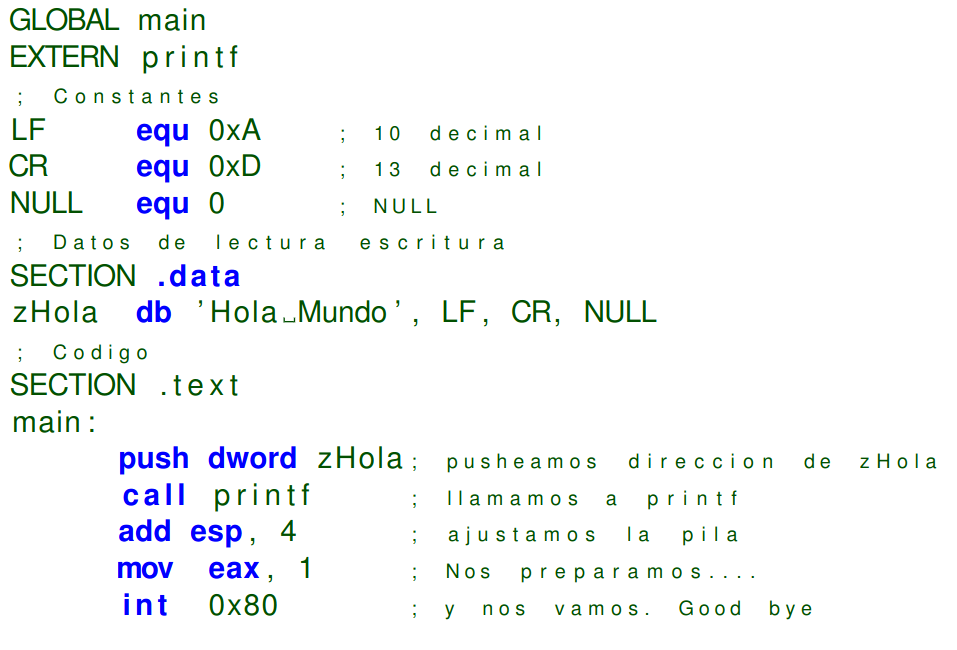 GLOBAL main
EXTERN printf
; Constantes
LF equ 0xA ; 10 decimal
CR equ 0xD ; 13 decimal
NULL equ 0 ; NULL
; Datos de lectura escritura
SECTION .data
zHola db 'Hola␣Mundo', LF, CR, NULL
; Codigo
SECTION .text
main:
push dword zHola; pusheamos direccion de zHola
call printf ; llamamos a printf
add esp, 4 ; ajustamos la pila
mov eax, 1 ; Nos preparamos....
int 0x80 ; y nos vamos. Good bye